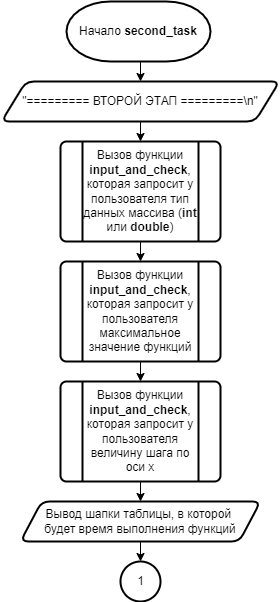 Начало second_task
"========= ВТОРОЙ ЭТАП =========\n"
Вызов функции
input_and_check,
которая запросит у
пользователя тип
данных массива (int
или double)
Вызов функции
input_and_check,
которая запросит у
пользователя
максимальное
значение функций
Вызов функции
input_and_check,
которая запросит у
пользователя
величину шага по
оси x
Вывод шапки таблицы, в которой
будет время выполнения функций
1